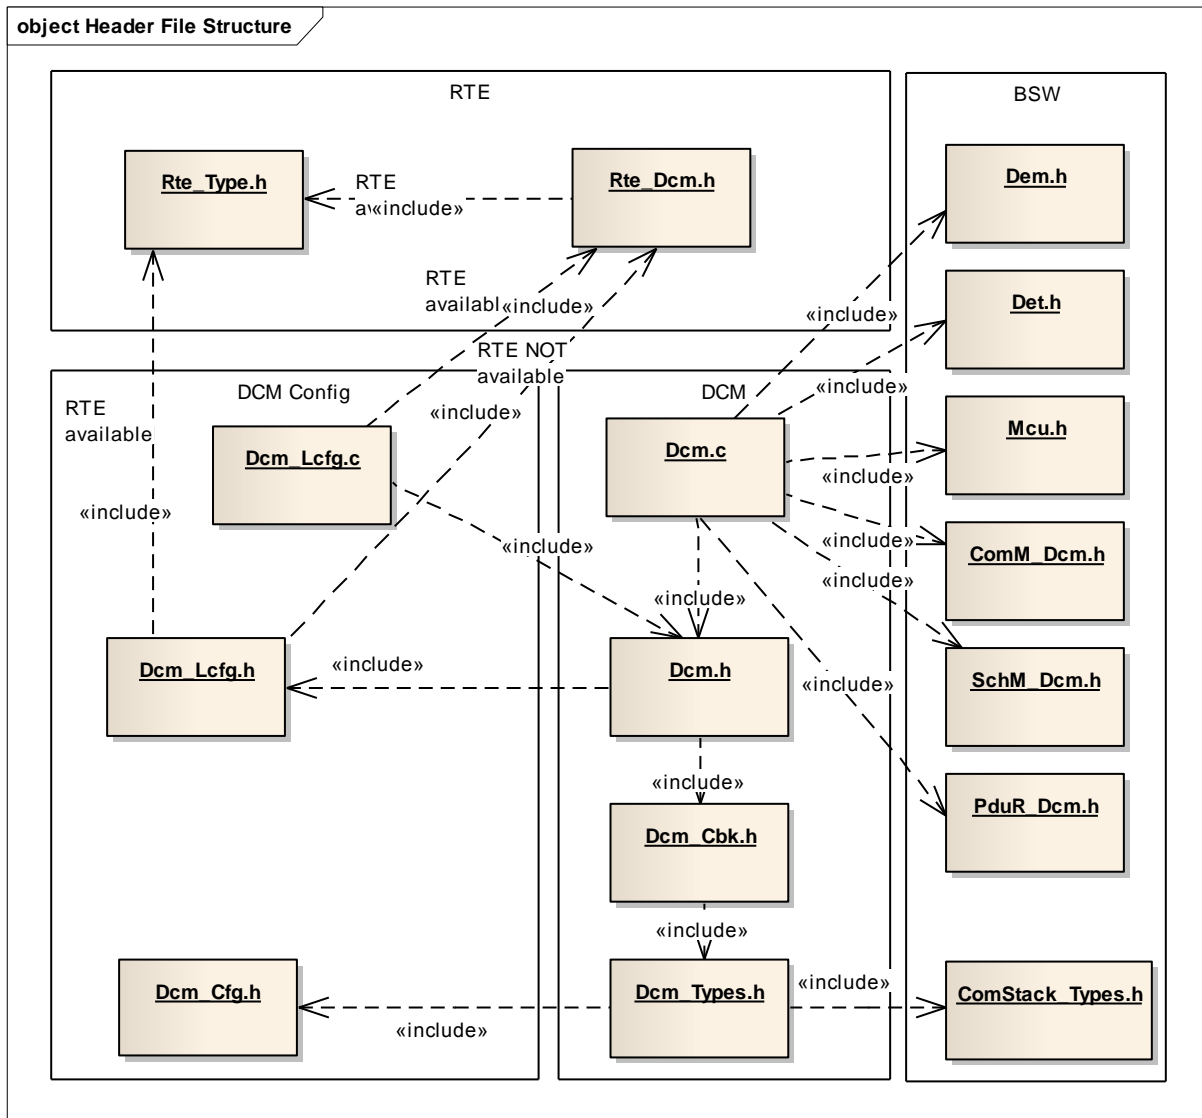 object Header File Structure
RTE
BSW
Rte_Type.h
RTE
«include»
Rte_Dcm.h
Dem.h
RTE
«include»
«include»
Det.h
RTE NOT
available
«include»
DCM Config
DCM
«include»
RTE
available
Dcm_Lcfg.c
Dcm.c
Mcu.h
«include»
«include»
«include»
«include»
ComM_Dcm.h
«include»
«include»
Dcm_Lcfg.h
«include»
Dcm.h
«include»
SchM_Dcm.h
«include»
Dcm_Cbk.h
PduR_Dcm.h
«include»
Dcm_Cfg.h
«include»
Dcm_Types.h
«include»
ComStack_Types.h